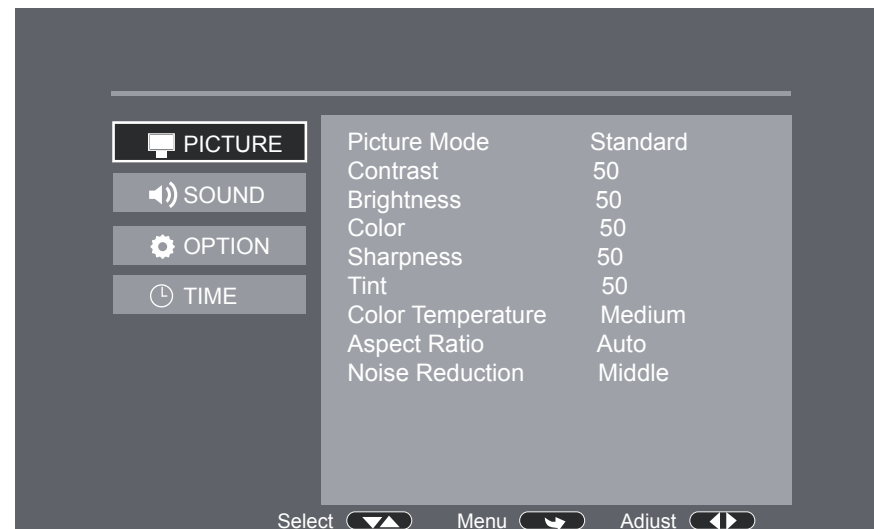 PICTURE
SOUND
OPTION
TIME
Picture Mode Standard
Contrast 50
Brightness 50
Color 50
Sharpness 50
Tint 50
Color Temperature Medium
Aspect Ratio Auto
Noise Reduction Middle
Select Menu Adjust